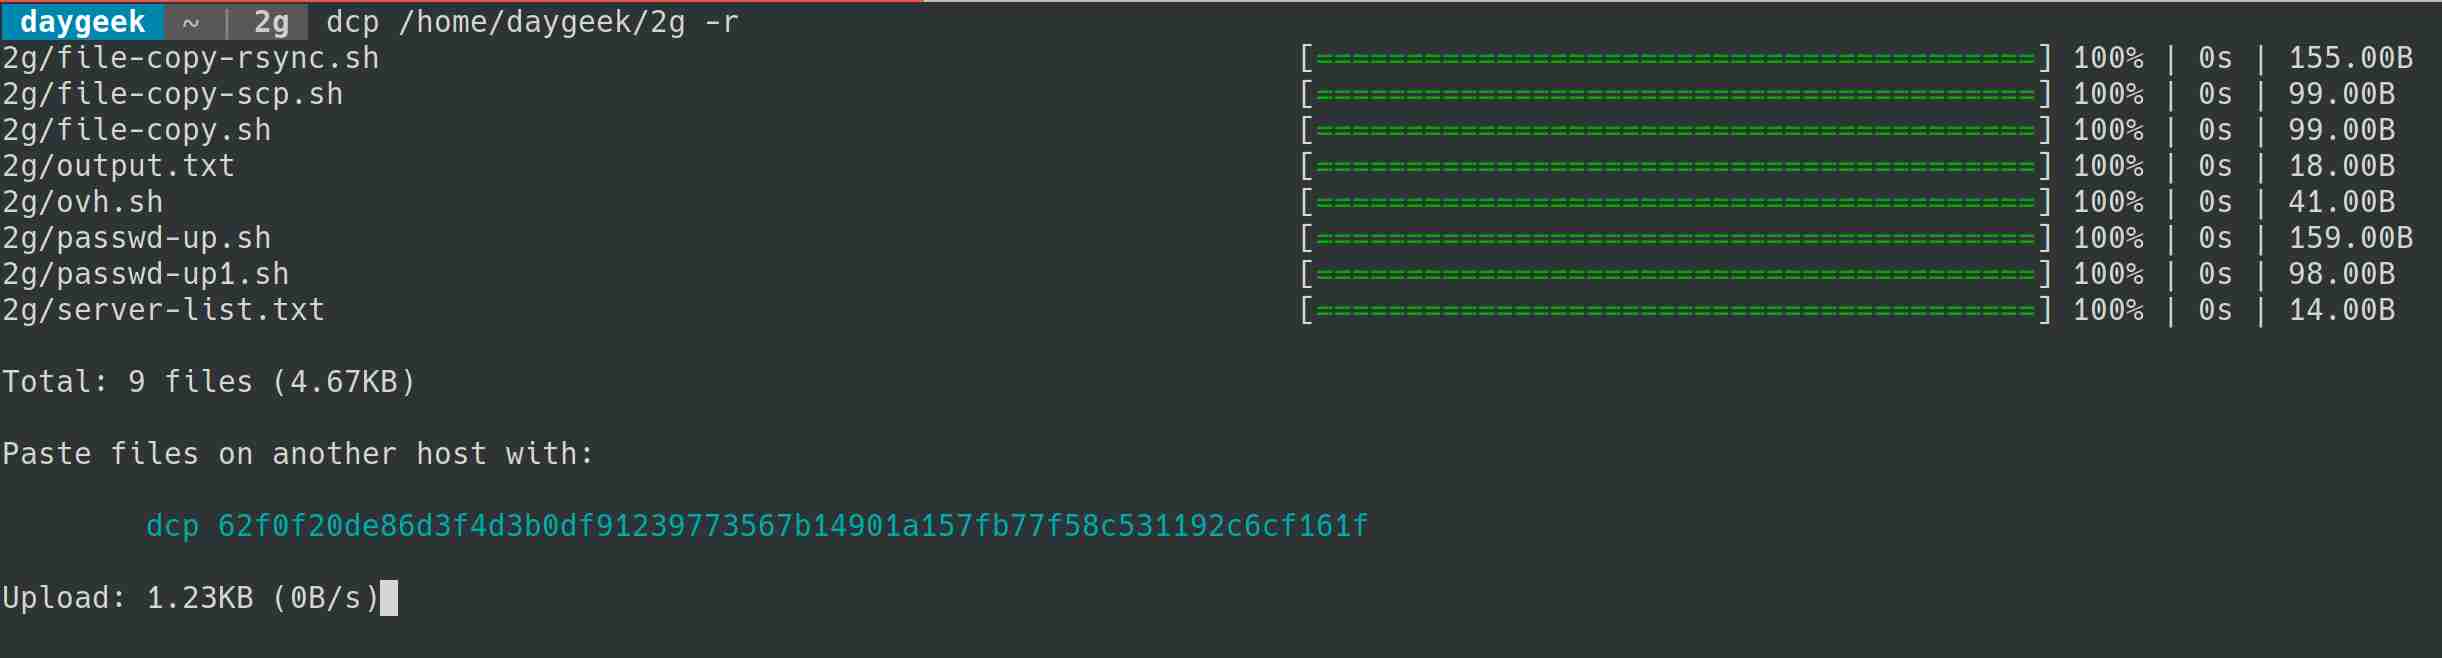 daygeek ~ | 2g dcp /home/daygeek/2g -r
2g/file-copy-rsync.sh [========================================] 100% | 0s | 155.00B
2g/file-copy-scp.sh [========================================] 100% | 0s | 99.00B
2g/file-copy.sh [========================================] 100% | 0s | 99.00B
2g/output.txt [========================================] 100% | 0s | 18.00B
2g/ovh.sh [========================================] 100% | 0s | 41.00B
2g/passwd-up.sh [========================================] 100% | 0s | 159.00B
2g/passwd-up1.sh [========================================] 100% | 0s | 98.00B
2g/server-list.txt [========================================] 100% | 0s | 14.00B
Total: 9 files (4.67KB)
Paste files on another host with:
dcp 62f0f20de86d3f4d3b0df91239773567b14901a157fb77f58c531192c6cf161f
Upload: 1.23KB (0B/s)